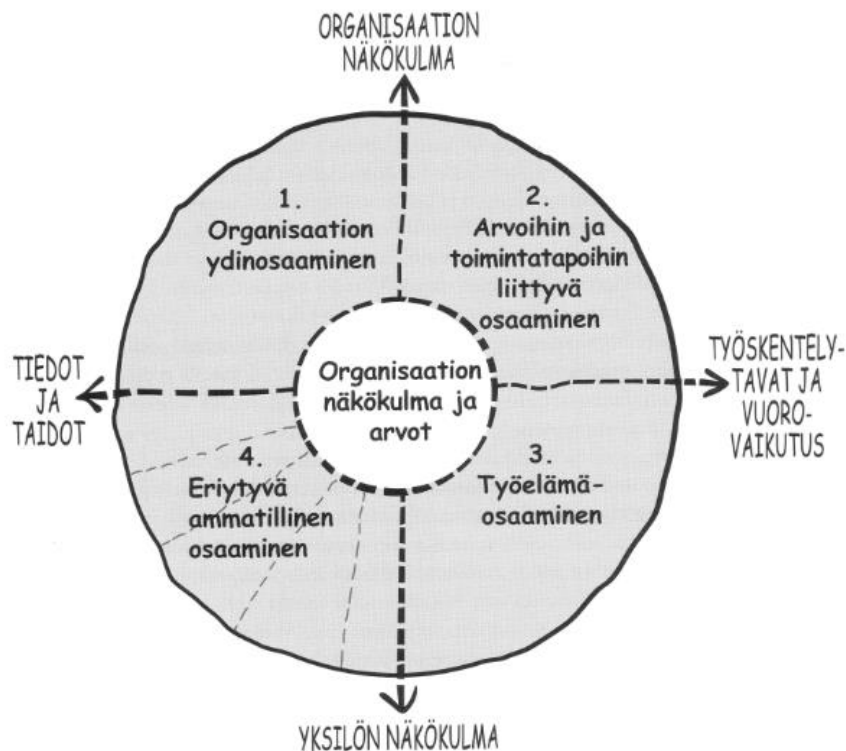 ORGANISAATION
NÄKÖKULMA
1.
Organisaation
ydinosaaminen
2.
Arvoihin ja
toimintatapoihin
liittyvä
osaaminen
TIEDOT
JA
TAIDOT
Organisaation
näkökulma ja
arvot
TYÖSKENTELY-
TAVAT JA
VUORO-
VAIKUTUS
4.
Eriytyvä
ammatillinen
osaaminen
3.
Työelämä-
osaaminen
YKSILÖN NÄKÖKULMA